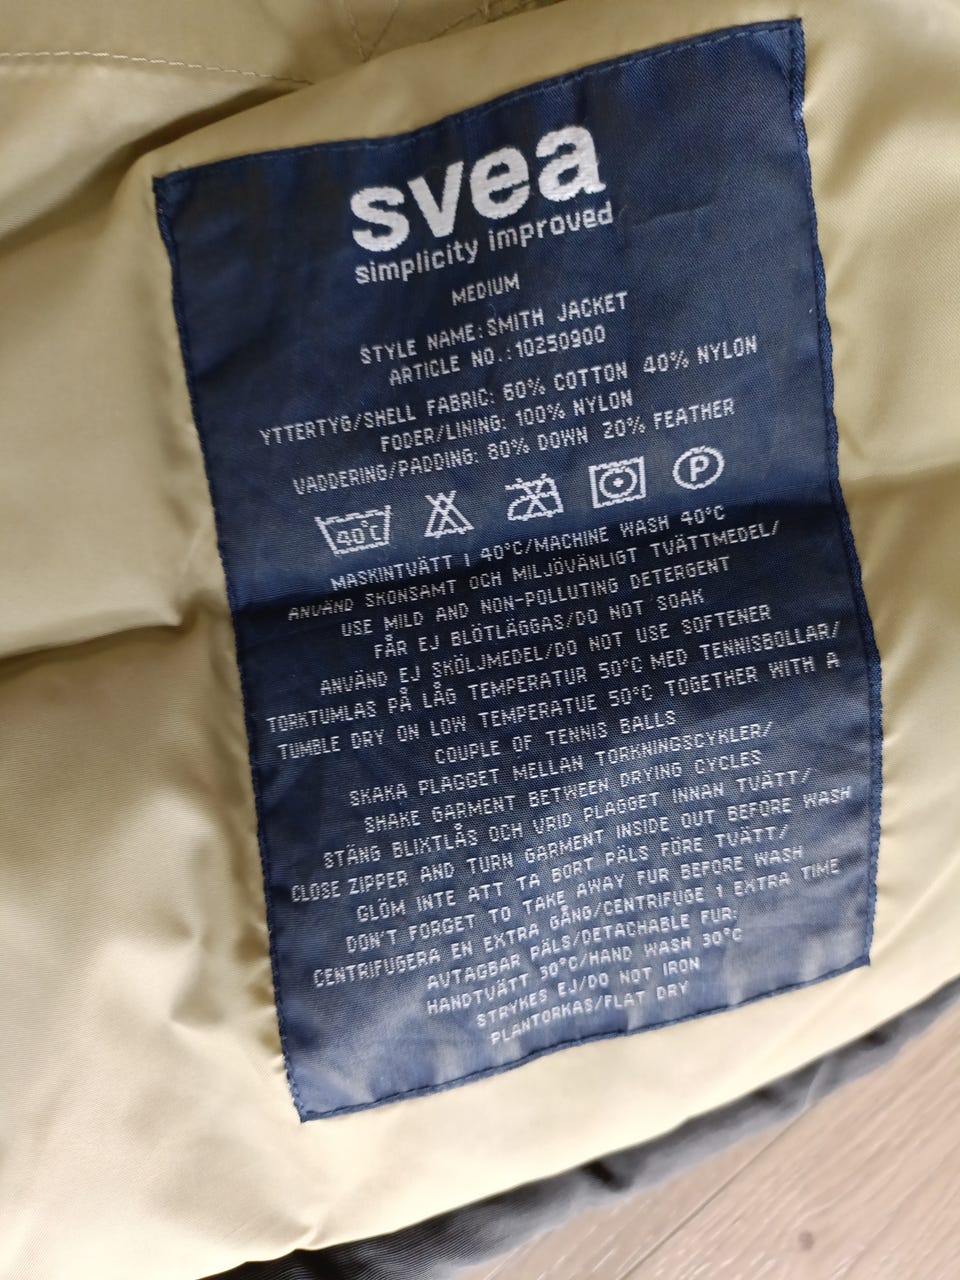 svea
simplicity improved
MEDIUM
STYLE NAME:SMITH JACKET
ARTICLE NO.:10250900
YTTERTYG/SHELL FABRIC: 60% COTTON 40% NYLON
FODER/LINING: 100% NYLON
VADDERING/PADDING: 80% DOWN 20% FEATHER
40°C P
MASKINTVÄTT I 40°C/MACHINE WASH 40°C
ANVÄND SKONSAMT OCH MILJÖVÄNLIGT TVÄTTMEDEL/
USE MILD AND NON-POLLUTING DETERGENT
FÅR EJ BLÖTLÄGGAS/DO NOT SOAK
ANVÄND EJ SKÖLJMEDEL/DO NOT USE SOFTENER
TORKTUMLAS PÅ LÅG TEMPERATUR 50°C MED TENNISBOLLAR/
TUMBLE DRY ON LOW TEMPERATUE 50°C TOGETHER WITH A
COUPLE OF TENNIS BALLS
SKAKA PLAGGET MELLAN TORKNINGSCYKLER/
SHAKE GARMENT BETWEEN DRYING CYCLES
STÄNG BLIXTLÅS OCH VRID PLAGGET INNAN TVÄTT/
CLOSE ZIPPER AND TURN GARMENT INSIDE OUT BEFORE WASH
GLÖM INTE ATT TA BORT PÄLS FÖRE TVÄTT/
DON'T FORGET TO TAKE AWAY FUR BEFORE WASH
CENTRIFUGERA EN EXTRA GÅNG/CENTRIFUGE 1 EXTRA TIME
AVTAGBAR PÄLS/DETACHABLE FUR:
HANDTVÄTT 30°C/HAND WASH 30°C
STRYKES EJ/DO NOT IRON
PLANTORKAS/FLAT DRY